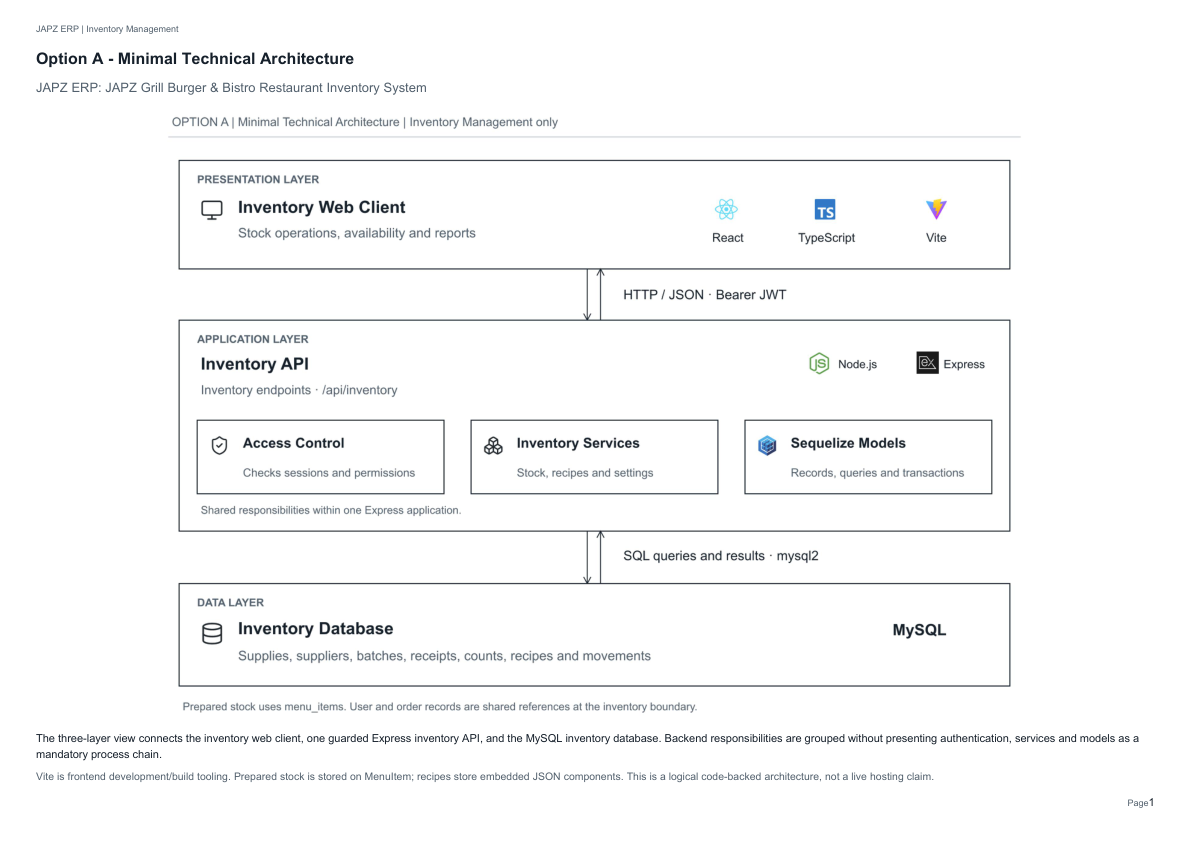 JAPZ ERP | Inventory Management
Option A - Minimal Technical Architecture
JAPZ ERP: JAPZ Grill Burger & Bistro Restaurant Inventory System
OPTION A | Minimal Technical Architecture | Inventory Management only
PRESENTATION LAYER
Inventory Web Client
Stock operations, availability and reports
TS
React
TypeScript
Vite
HTTP / JSON · Bearer JWT
APPLICATION LAYER
Inventory API
Inventory endpoints · /api/inventory
JS
Node.js
ex
Express
Access Control
Checks sessions and permissions
Inventory Services
Stock, recipes and settings
Sequelize Models
Records, queries and transactions
Shared responsibilities within one Express application.
SQL queries and results · mysql2
DATA LAYER
Inventory Database
Supplies, suppliers, batches, receipts, counts, recipes and movements
MySQL
Prepared stock uses menu_items. User and order records are shared references at the inventory boundary.
The three-layer view connects the inventory web client, one guarded Express inventory API, and the MySQL inventory database. Backend responsibilities are grouped without presenting authentication, services and models as a
mandatory process chain.
Vite is frontend development/build tooling. Prepared stock is stored on MenuItem; recipes store embedded JSON components. This is a logical code-backed architecture, not a live hosting claim.
Page1